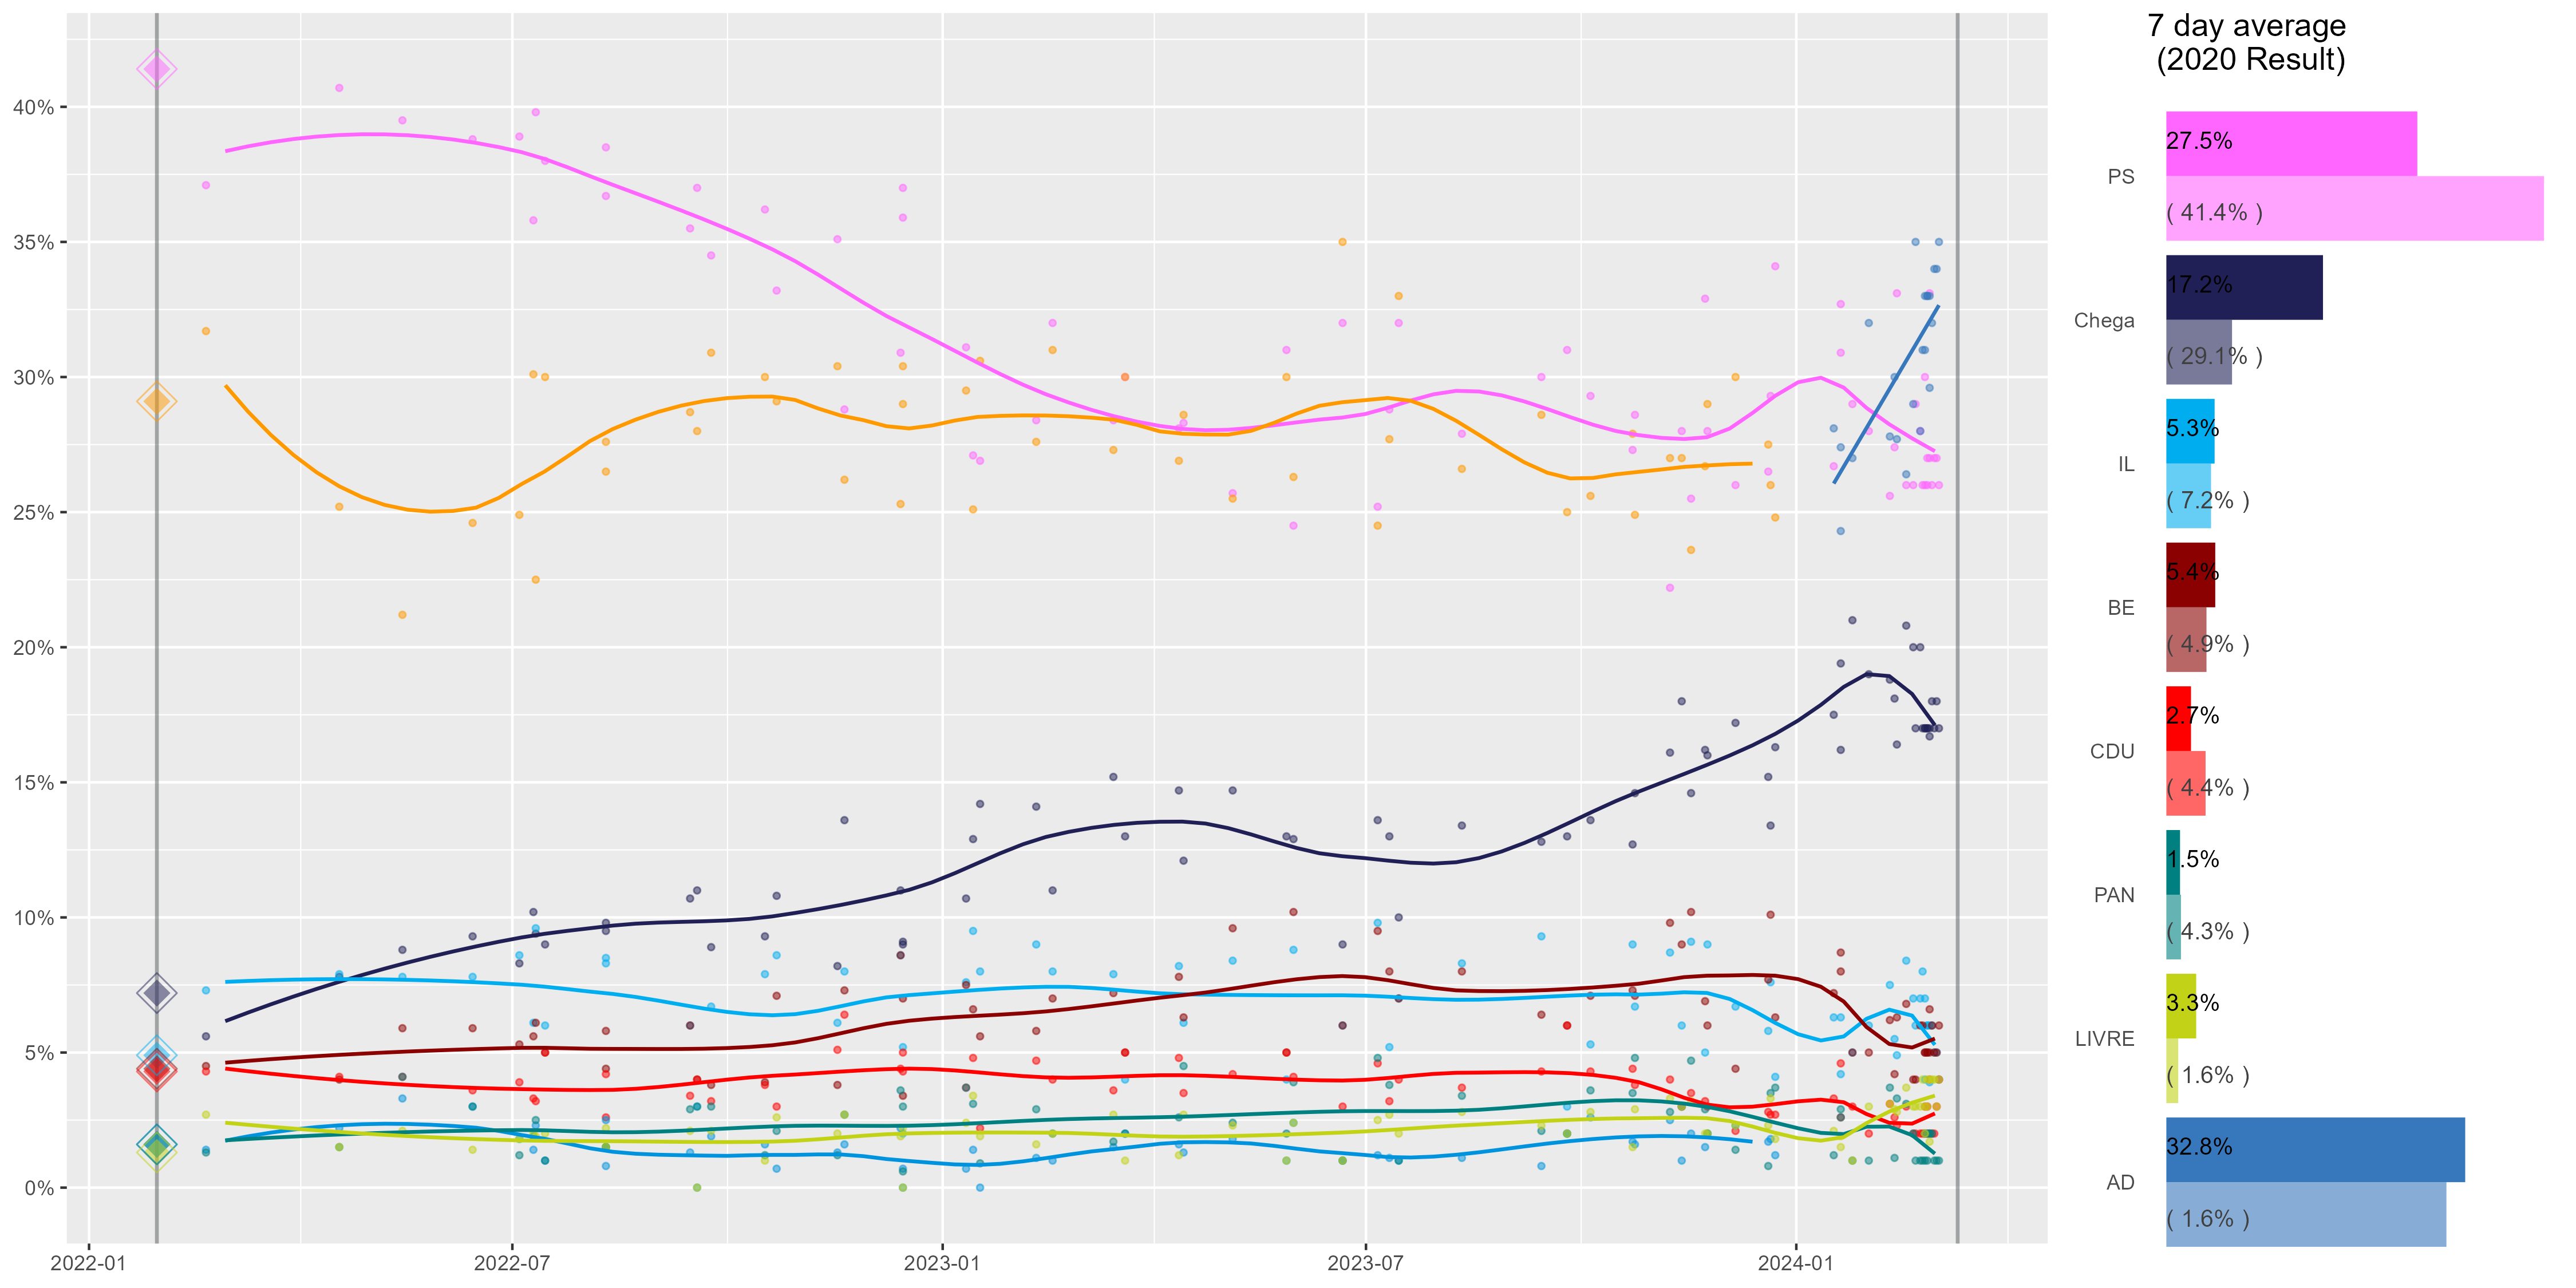 7 day average
(2020 Result)
40%
35%
30%
25%
20%
15%
10%
5%
0%
2022-01
2022-07
2023-01
2023-07
2024-01
PS
27.5%
( 41.4% )
Chega
17.2%
( 29.1% )
IL
5.3%
( 7.2% )
BE
5.4%
( 4.9% )
CDU
2.7%
( 4.4% )
PAN
1.5%
( 4.3% )
LIVRE
3.3%
( 1.6% )
AD
32.8%
( 1.6% )